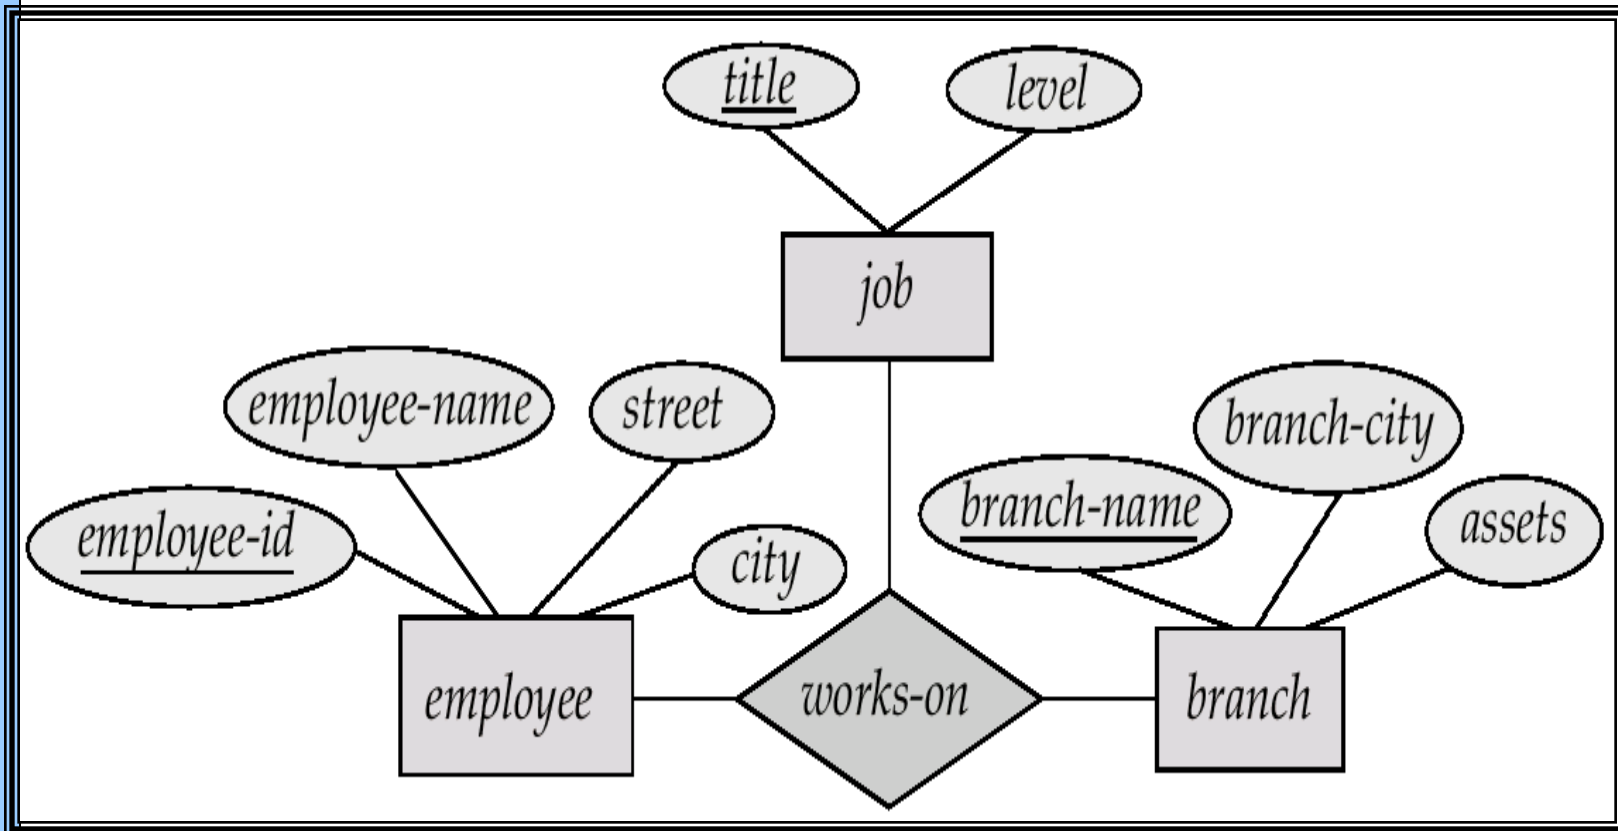 title
level
job
employee-name
street
branch-city
employee-id
city
branch-name
assets
employee
works-on
branch